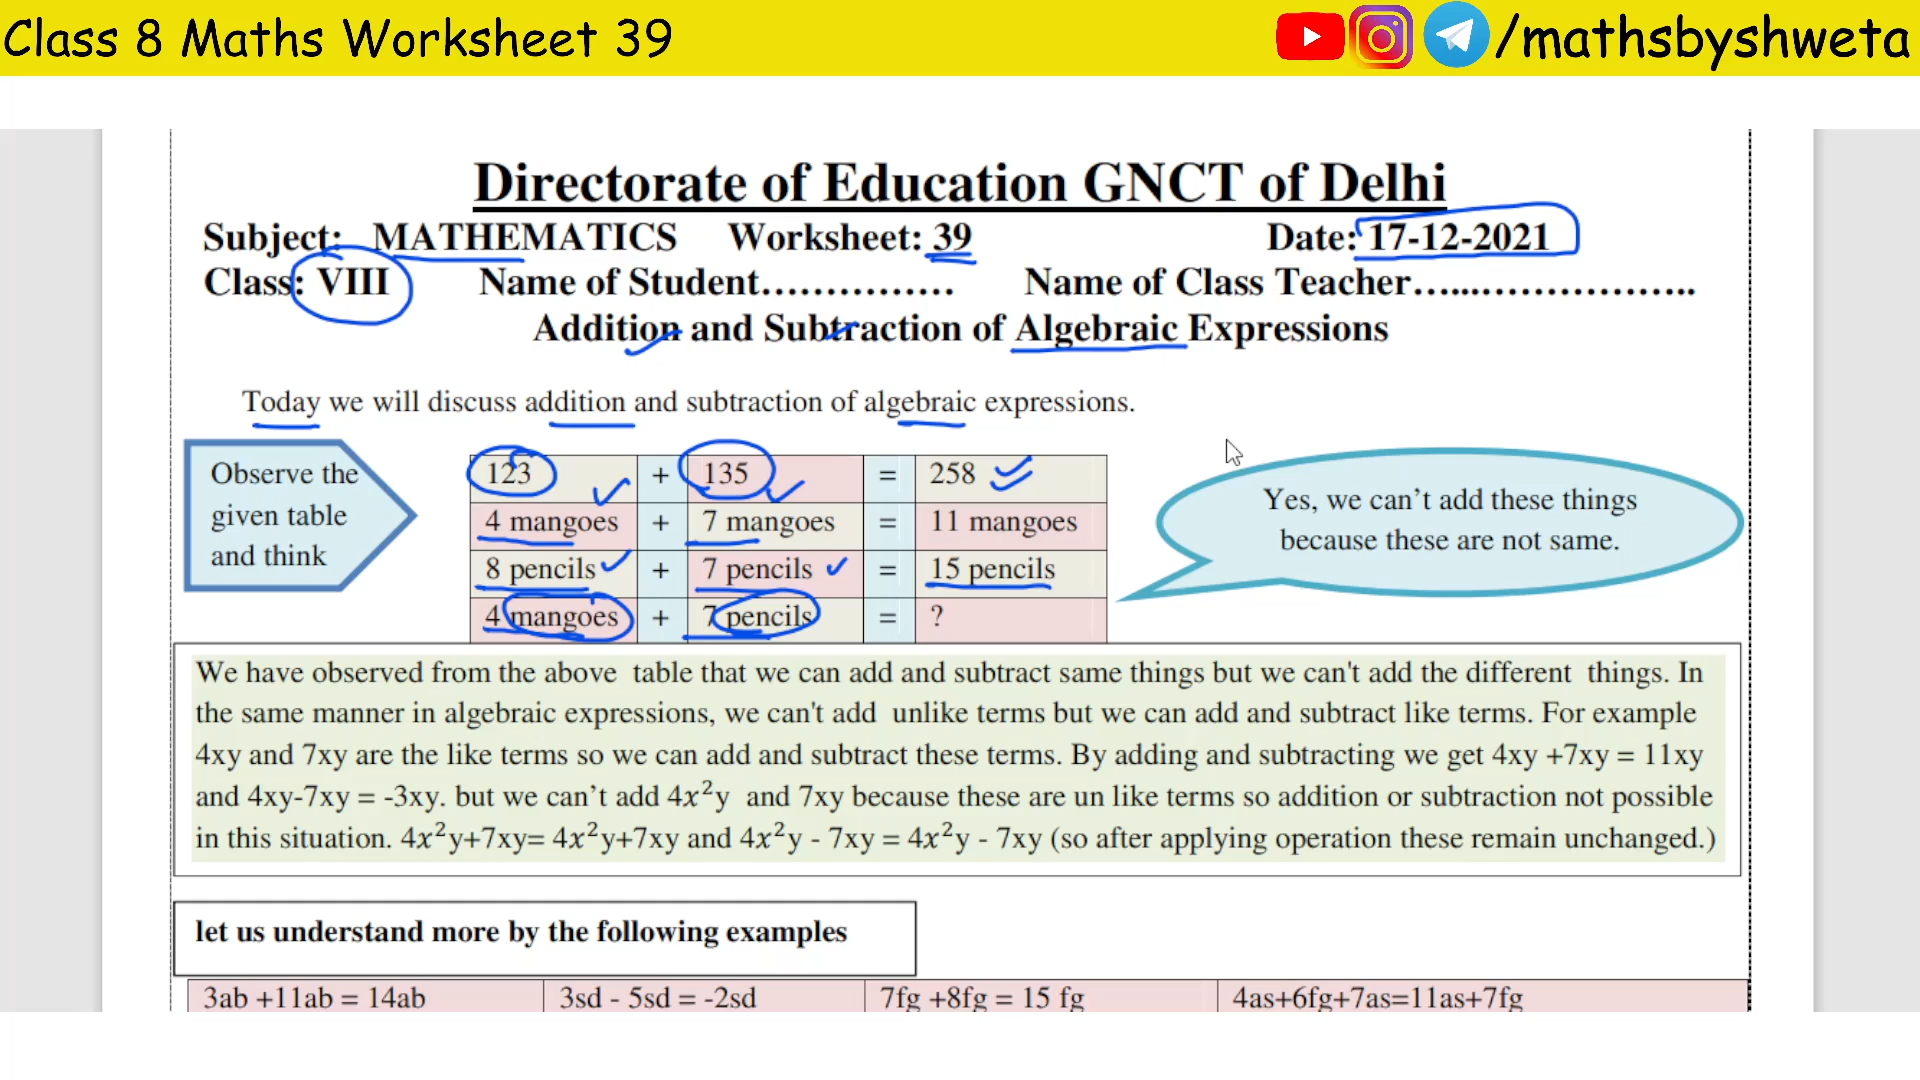 Class 8 Maths Worksheet 39
/mathsbyshweta
Directorate of Education GNCT of Delhi
Subject: MATHEMATICS Worksheet: 39 Date: 17-12-2021
Class: VIII Name of Student…………… Name of Class Teacher…...……………..
Addition and Subtraction of Algebraic Expressions
Today we will discuss addition and subtraction of algebraic expressions.
Observe the
given table
and think
123 + 135 = 258
4 mangoes + 7 mangoes = 11 mangoes
8 pencils + 7 pencils = 15 pencils
4 mangoes + 7 pencils = ?
Yes, we can’t add these things
because these are not same.
We have observed from the above table that we can add and subtract same things but we can't add the different things. In
the same manner in algebraic expressions, we can't add unlike terms but we can add and subtract like terms. For example
4xy and 7xy are the like terms so we can add and subtract these terms. By adding and subtracting we get 4xy +7xy = 11xy
and 4xy-7xy = -3xy. but we can’t add 4x²y and 7xy because these are un like terms so addition or subtraction not possible
in this situation. 4x²y+7xy= 4x²y+7xy and 4x²y - 7xy = 4x²y - 7xy (so after applying operation these remain unchanged.)
let us understand more by the following examples
3ab +11ab = 14ab 3sd - 5sd = -2sd 7fg +8fg = 15 fg 4as+6fg+7as=11as+7fg